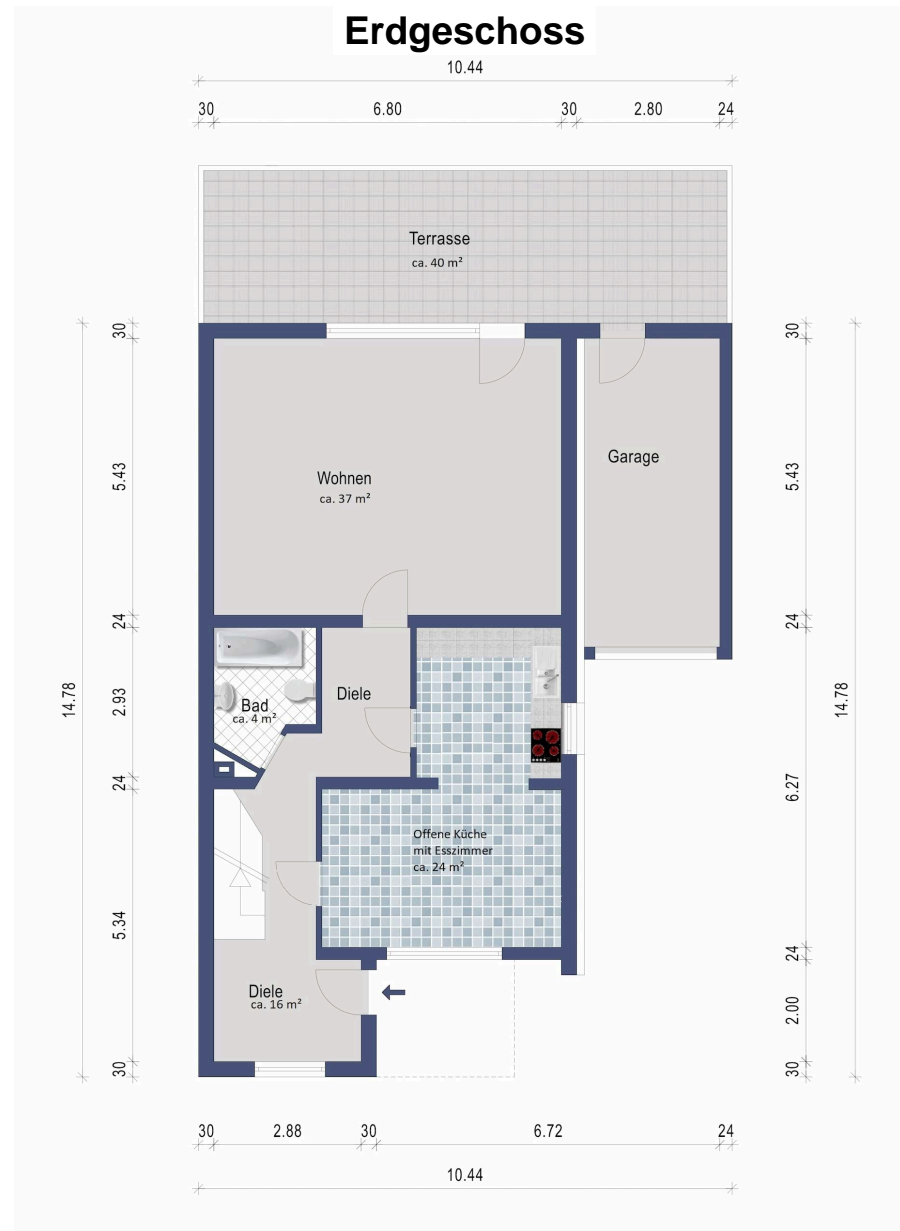 Erdgeschoss
10.44
30 6.80 30 2.80 24
Terrasse
ca. 40 m²
30 30
Garage
Wohnen
5.43 5.43
ca. 37 m²
24 24
Diele
Bad
14.78 2.93 14.78
ca. 4 m²
24 6.27
Offene Küche
mit Esszimmer
ca. 24 m²
5.34
24
Diele
ca. 16 m²
2.00
30 30
30 2.88 30 6.72 24
10.44